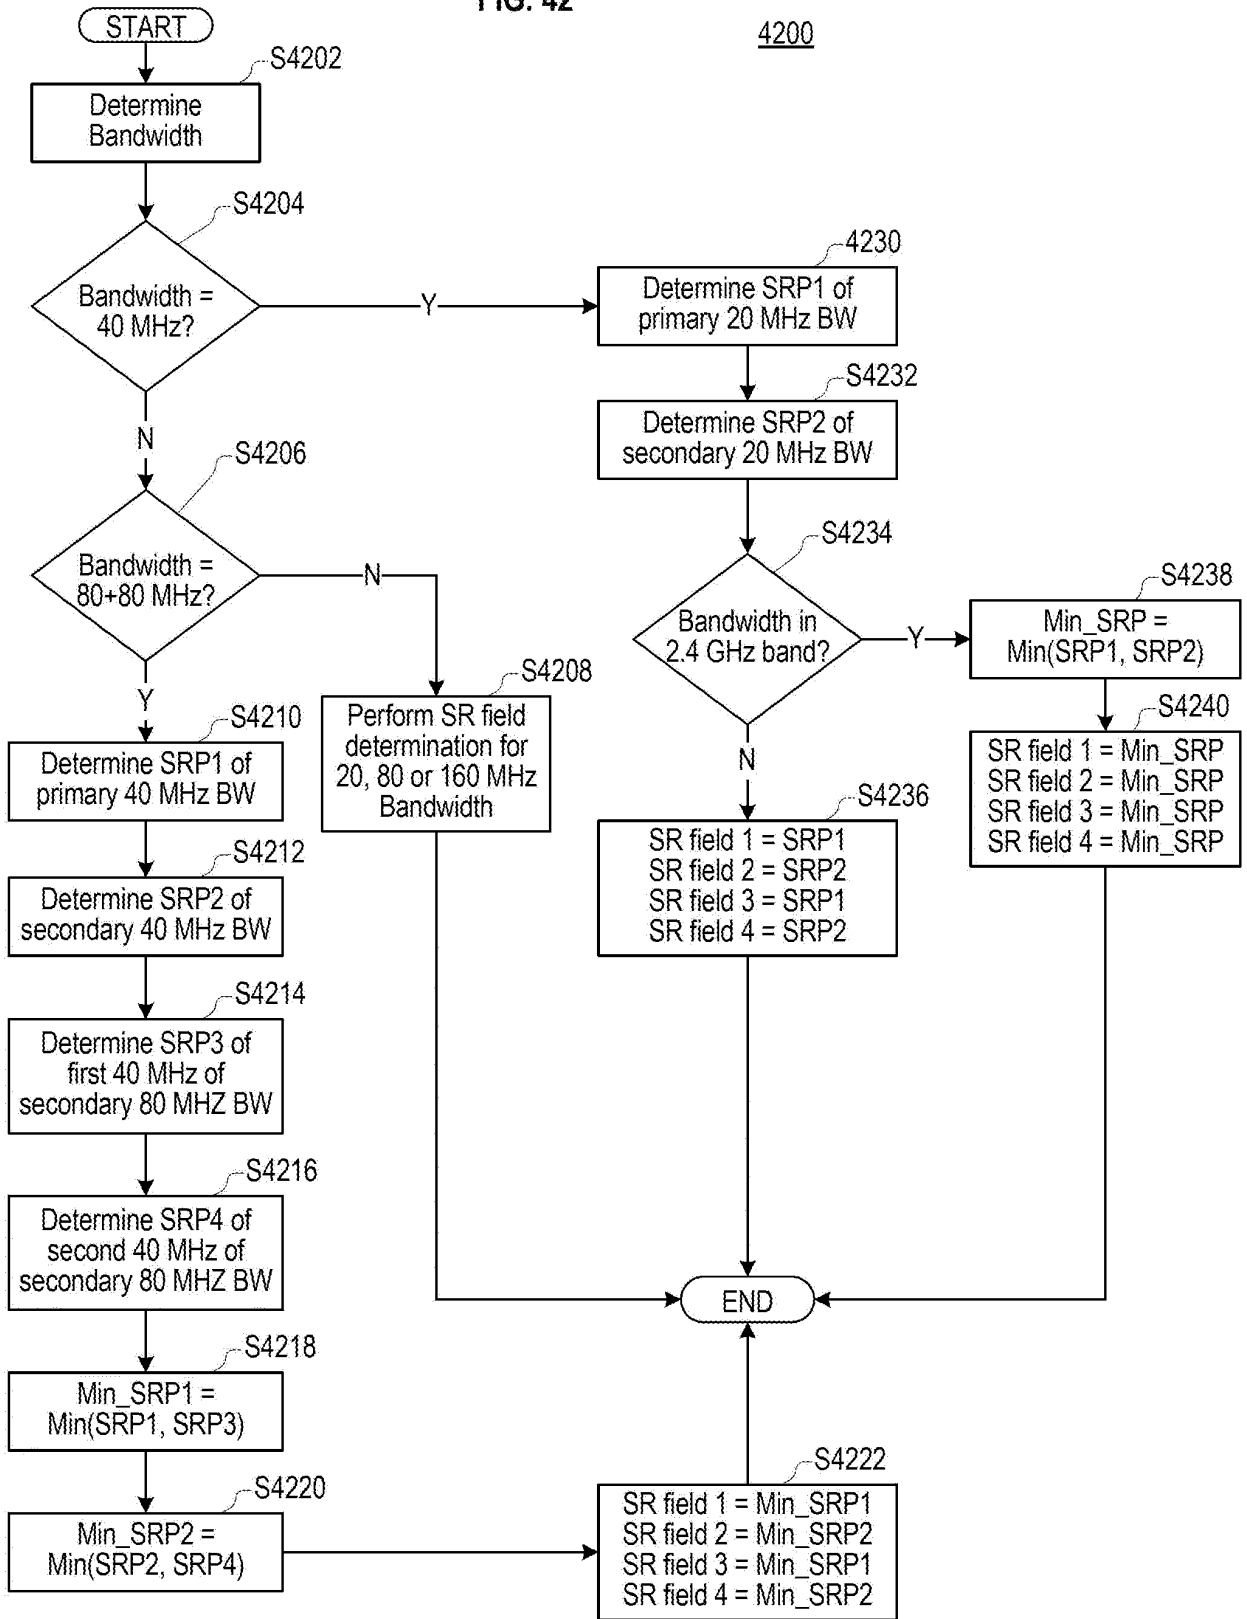 FIG. 42
4200
START
S4202
Determine
Bandwidth
S4204
Bandwidth =
40 MHz?
Y
N
4230
Determine SRP1 of
primary 20 MHz BW
S4232
Determine SRP2 of
secondary 20 MHz BW
S4206
Bandwidth =
80+80 MHz?
N
Y
S4234
Bandwidth in
2.4 GHz band?
Y
N
S4238
Min_SRP =
Min(SRP1, SRP2)
S4208
Perform SR field
determination for
20, 80 or 160 MHz
Bandwidth
S4240
SR field 1 = Min_SRP
SR field 2 = Min_SRP
SR field 3 = Min_SRP
SR field 4 = Min_SRP
S4210
Determine SRP1 of
primary 40 MHz BW
S4236
SR field 1 = SRP1
SR field 2 = SRP2
SR field 3 = SRP1
SR field 4 = SRP2
S4212
Determine SRP2 of
secondary 40 MHz BW
S4214
Determine SRP3 of
first 40 MHz of
secondary 80 MHZ BW
S4216
Determine SRP4 of
second 40 MHz of
secondary 80 MHZ BW
END
S4218
Min_SRP1 =
Min(SRP1, SRP3)
S4220
Min_SRP2 =
Min(SRP2, SRP4)
S4222
SR field 1 = Min_SRP1
SR field 2 = Min_SRP2
SR field 3 = Min_SRP1
SR field 4 = Min_SRP2